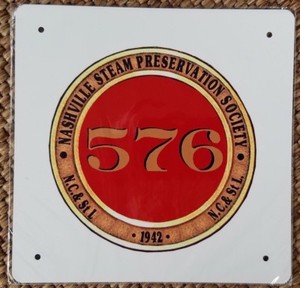 · NASHVILLE STEAM PRESERVATION SOCIETY ·
576
N.C.& St L.
· 1942 ·
N.C.& St L.